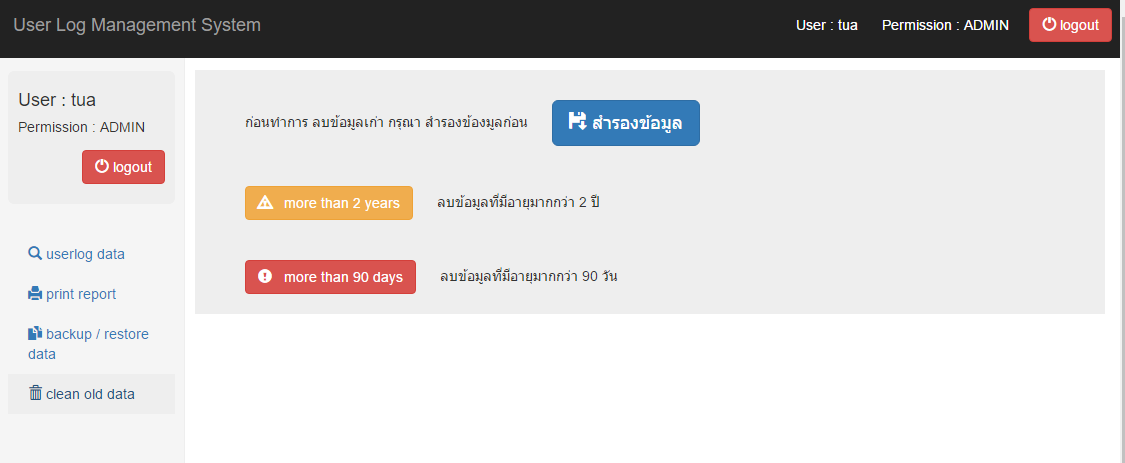 User Log Management System
User : tua
Permission : ADMIN
logout
User : tua
Permission : ADMIN
logout
userlog data
print report
backup / restore
data
clean old data
ก่อนทำการ ลบข้อมูลเก่า กรุณา สำรองข้องมูลก่อน
สำรองข้อมูล
more than 2 years
ลบข้อมูลที่มีอายุมากกว่า 2 ปี
more than 90 days
ลบข้อมูลที่มีอายุมากกว่า 90 วัน